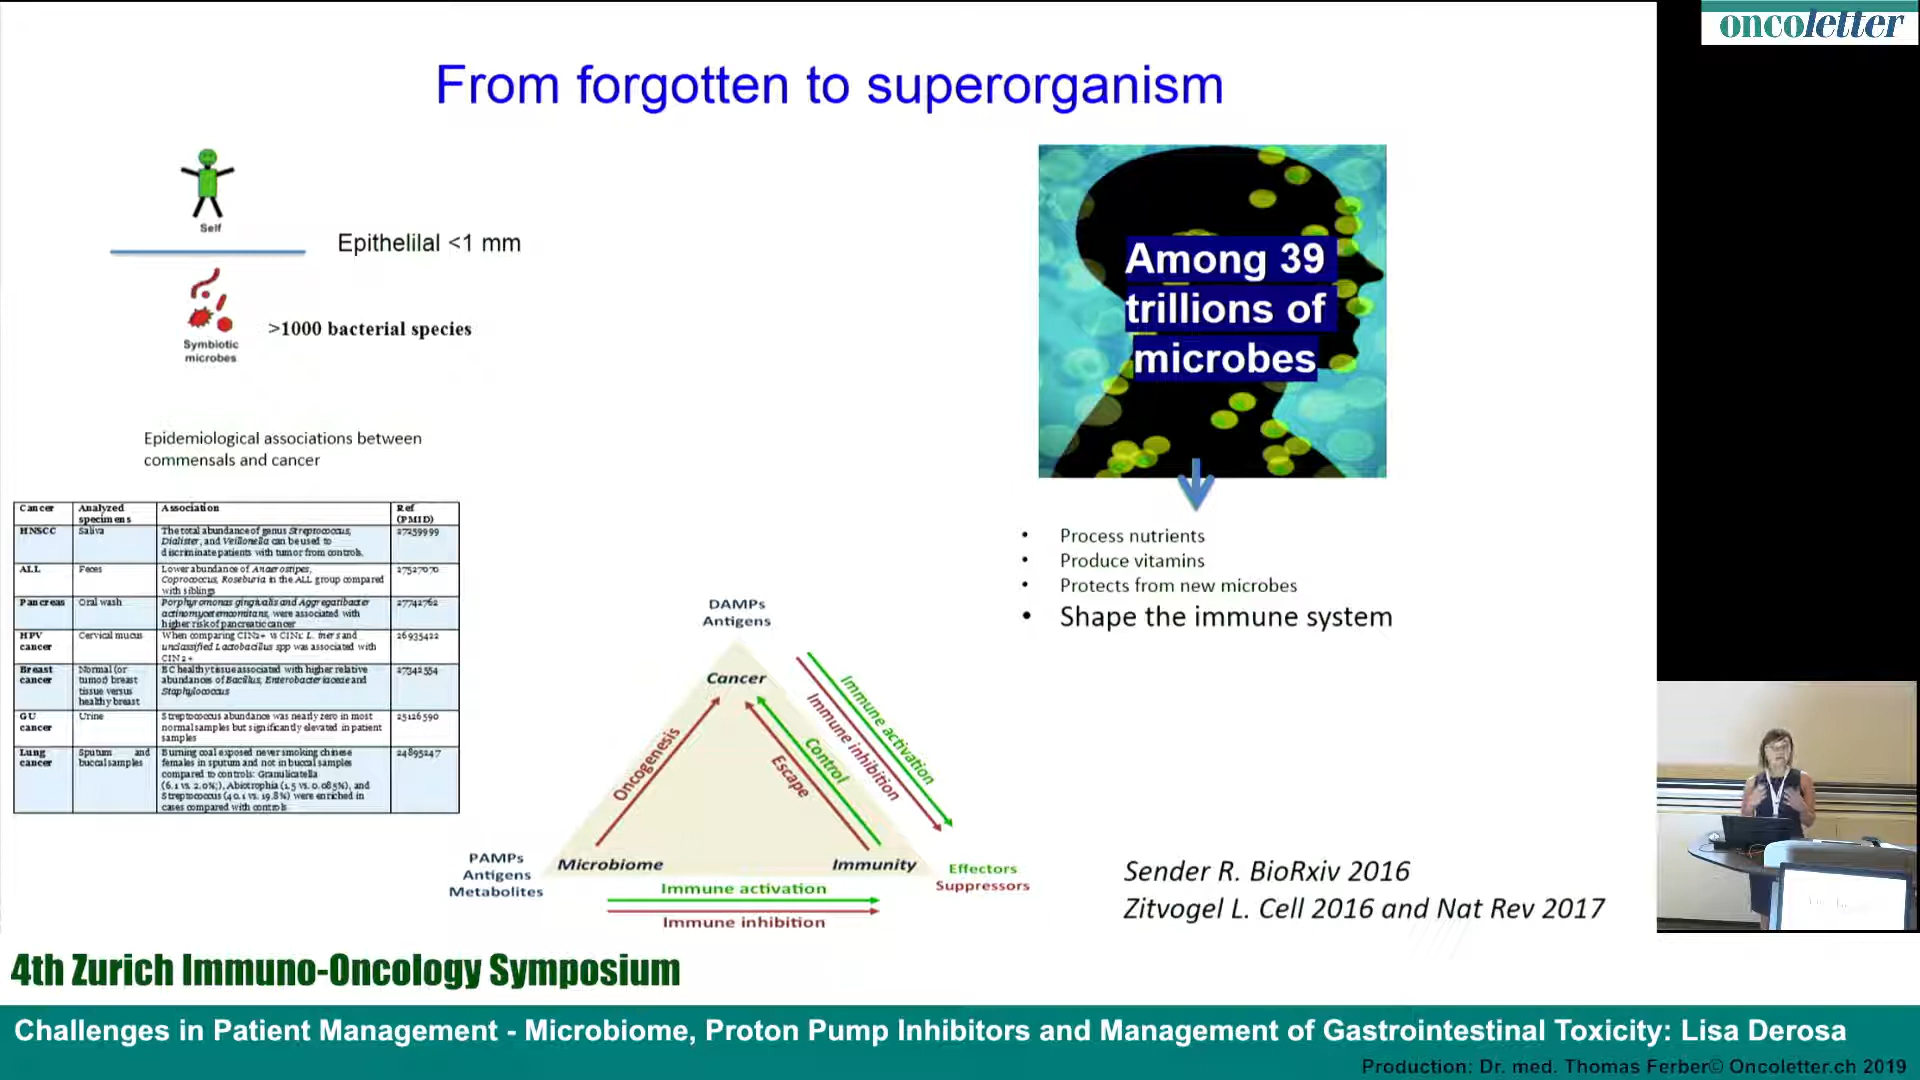 oncoletter
From forgotten to superorganism
Self
Epithelilal <1 mm
Symbiotic
microbes
>1000 bacterial species
Among 39
trillions of
microbes
Epidemiological associations between
commensals and cancer
Cancer Analyzed specimens Association Ref (PMID)
HNSCC Saliva The total abundance of genus Streptococcus,
Dialister, and Veillonella can be used to
discriminate patients with tumor from controls. 27259999
ALL Feces Lower abundance of Anaerostipes,
Coprococcus, Roseburia in the ALL group compared
with siblings 27527070
Pancreas Oral wash Porphyromonas gingivalis and Aggregatibacter
actinomycetemcomitans, were associated with
higher risk of pancreatic cancer 27742762
HPV cancer Cervical mucus When comparing CIN2+ vs CIN1: L. iners and
unclassified Lactobacillus spp was associated with
CIN2+ 26935422
Breast cancer Normal (or tumor) breast tissue versus healthy breast BC healthy tissue associated with higher relative
abundances of Bacillus, Enterobacteriaceae and
Staphylococcus 27342554
GU cancer Urine Streptococcus abundance was nearly zero in most
normal samples but significantly elevated in patient
samples 25126590
Lung cancer Sputum and buccal samples Burning coal exposed never smoking chinese
females in sputum and not in buccal samples
compared to controls: Granulicatella
(6.1 vs. 2.0%;), Abiotrophia (1.5 vs. 0.085%), and
Streptococcus (40.1 vs. 19.8%) were enriched in
cases compared with controls 24895247
• Process nutrients
• Produce vitamins
• Protects from new microbes
• Shape the immune system
DAMPs
Antigens
Cancer
Oncogenesis
Escape
Control
Immune inhibition
Immune activation
PAMPs
Antigens
Metabolites
Microbiome
Immunity
Effectors
Suppressors
Immune activation
Immune inhibition
Sender R. BioRxiv 2016
Zitvogel L. Cell 2016 and Nat Rev 2017
4th Zurich Immuno-Oncology Symposium
Challenges in Patient Management - Microbiome, Proton Pump Inhibitors and Management of Gastrointestinal Toxicity: Lisa Derosa
Production: Dr. med. Thomas Ferber© Oncoletter.ch 2019